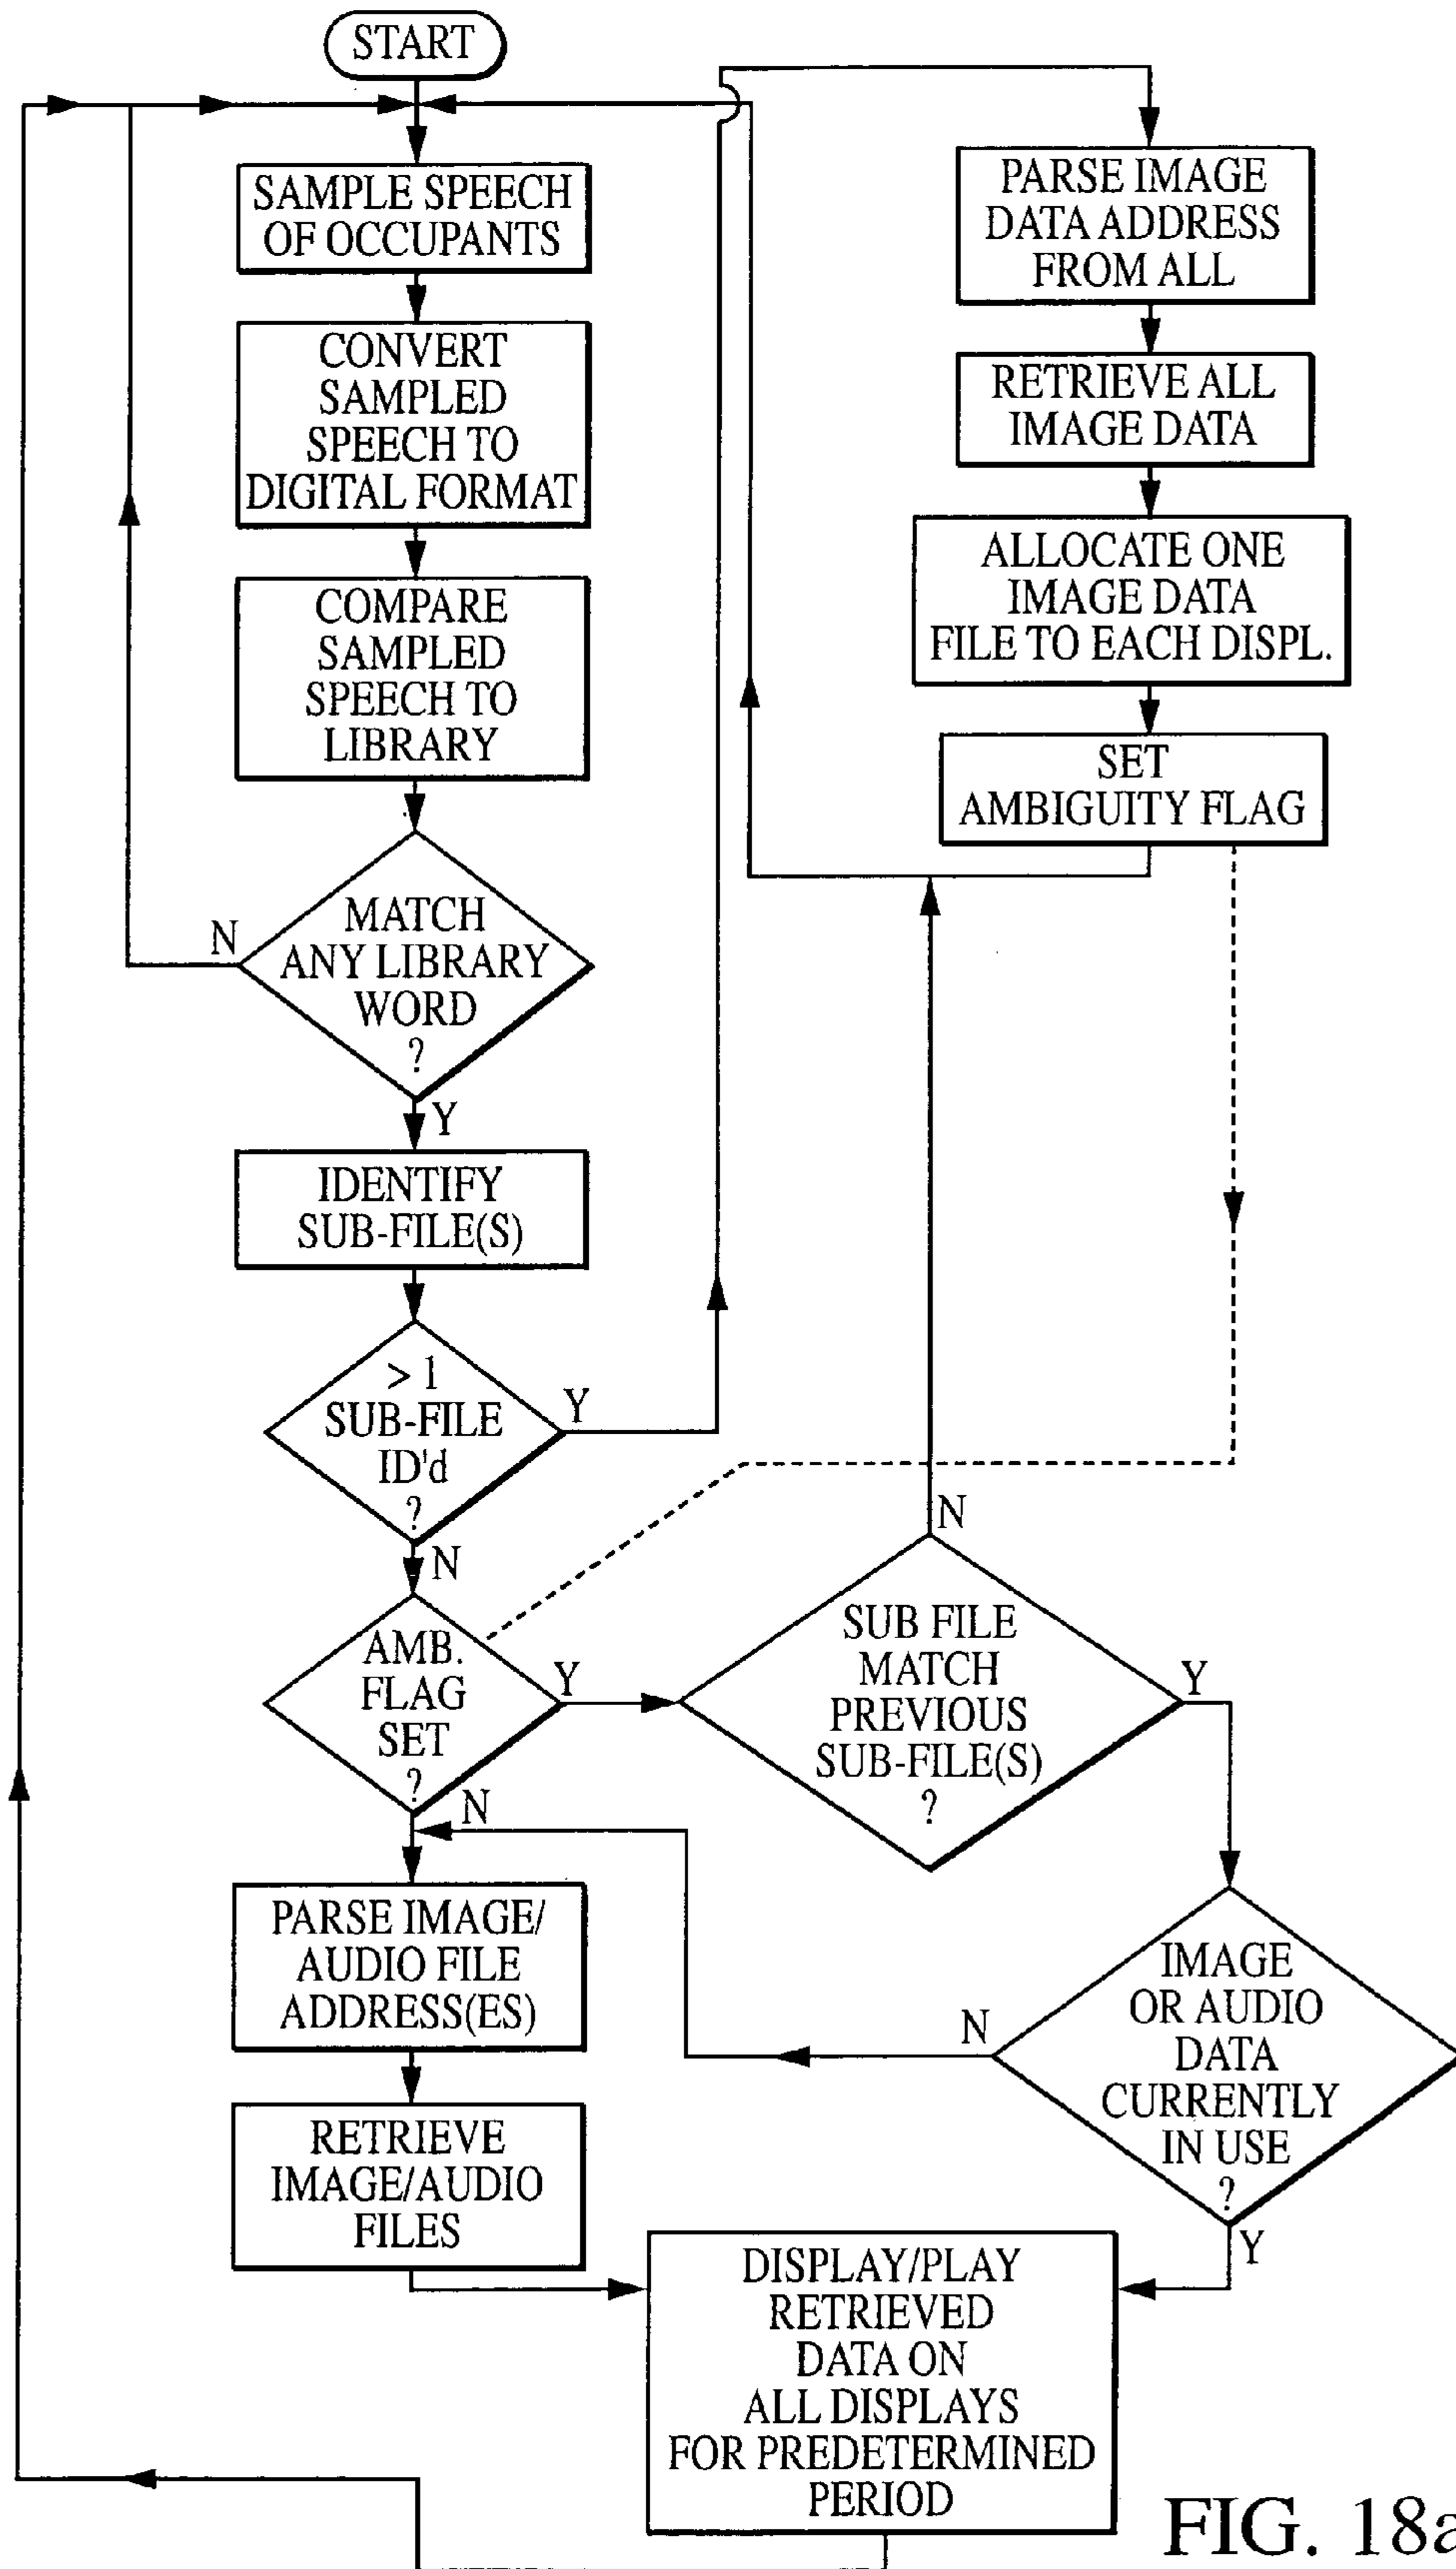 START
SAMPLE SPEECH
OF OCCUPANTS
CONVERT
SAMPLED
SPEECH TO
DIGITAL FORMAT
COMPARE
SAMPLED
SPEECH TO
LIBRARY
MATCH
ANY LIBRARY
WORD
?
N
Y
IDENTIFY
SUB-FILE(S)
> 1
SUB-FILE
ID'd
?
Y
N
AMB.
FLAG
SET
?
Y
N
PARSE IMAGE/
AUDIO FILE
ADDRESS(ES)
RETRIEVE
IMAGE/AUDIO
FILES
PARSE IMAGE
DATA ADDRESS
FROM ALL
RETRIEVE ALL
IMAGE DATA
ALLOCATE ONE
IMAGE DATA
FILE TO EACH DISPL.
SET
AMBIGUITY FLAG
N
SUB FILE
MATCH
PREVIOUS
SUB-FILE(S)
?
Y
IMAGE
OR AUDIO
DATA
CURRENTLY
IN USE
?
N
Y
DISPLAY/PLAY
RETRIEVED
DATA ON
ALL DISPLAYS
FOR PREDETERMINED
PERIOD
FIG. 18a